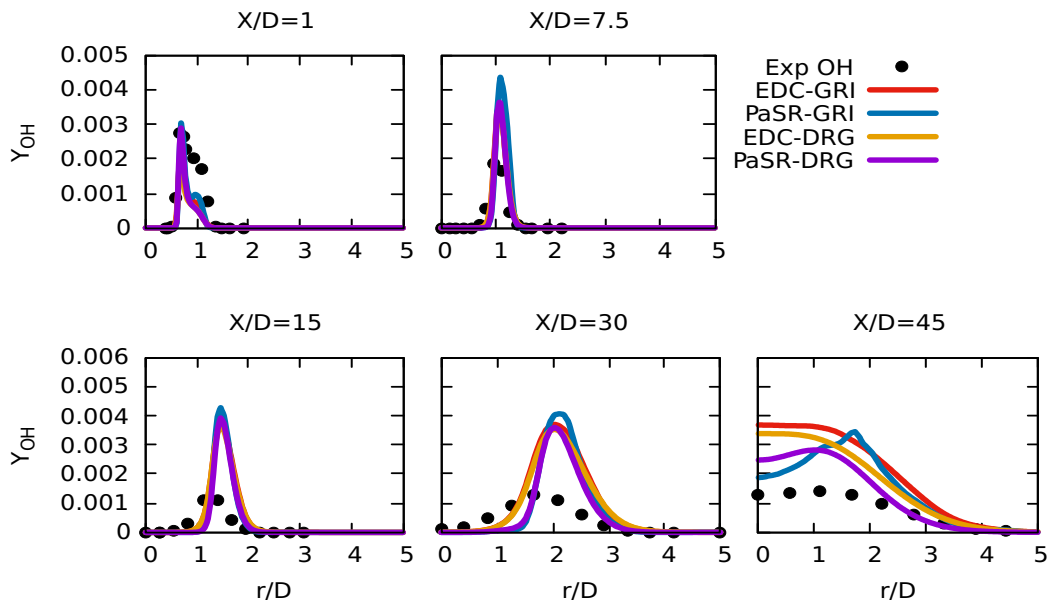 X/D=1
X/D=7.5
0.005
0.004
0.003
0.002
0.001
0
Y_OH
0 1 2 3 4 5
0 1 2 3 4 5
Exp OH
EDC-GRI
PaSR-GRI
EDC-DRG
PaSR-DRG
X/D=15
X/D=30
X/D=45
0.006
0.005
0.004
0.003
0.002
0.001
0
Y_OH
0 1 2 3 4 5
0 1 2 3 4 5
0 1 2 3 4 5
r/D
r/D
r/D